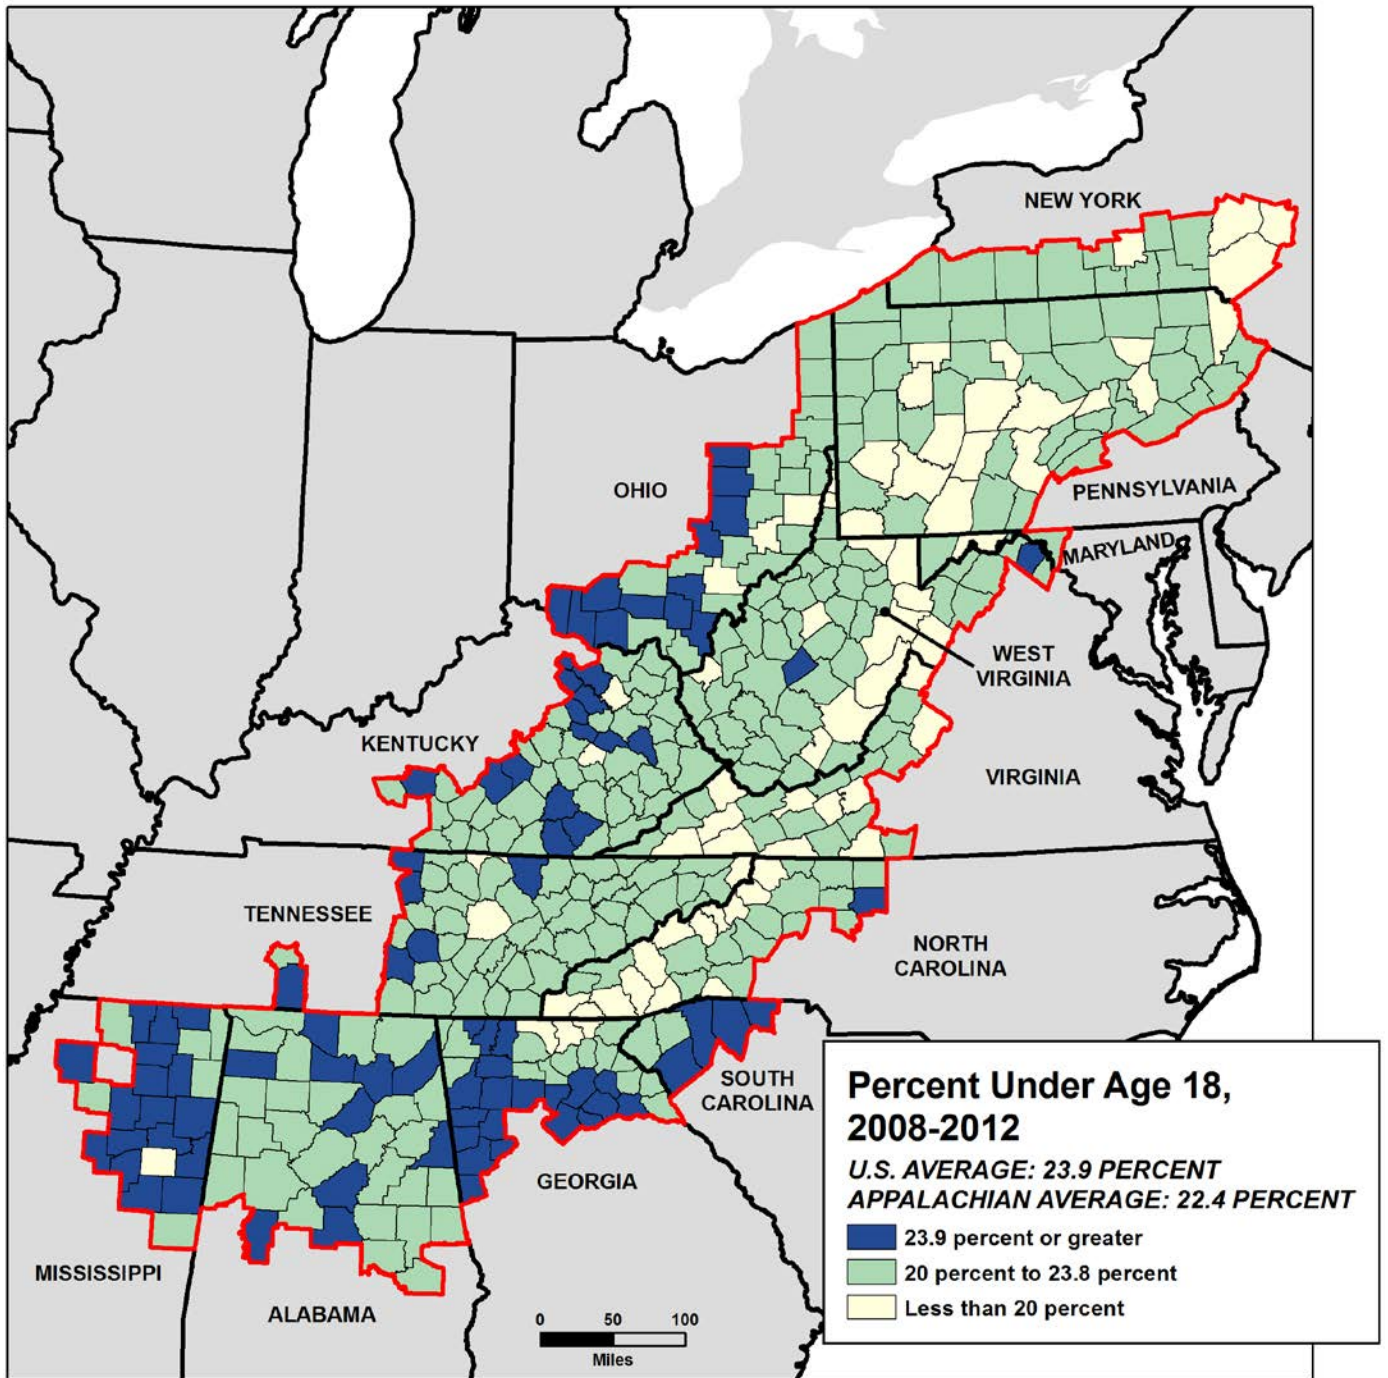 NEW YORK
OHIO
PENNSYLVANIA
MARYLAND
WEST
VIRGINIA
KENTUCKY
VIRGINIA
TENNESSEE
NORTH
CAROLINA
SOUTH
CAROLINA
GEORGIA
MISSISSIPPI
ALABAMA
0 50 100
Miles
Percent Under Age 18,
2008-2012
U.S. AVERAGE: 23.9 PERCENT
APPALACHIAN AVERAGE: 22.4 PERCENT
23.9 percent or greater
20 percent to 23.8 percent
Less than 20 percent